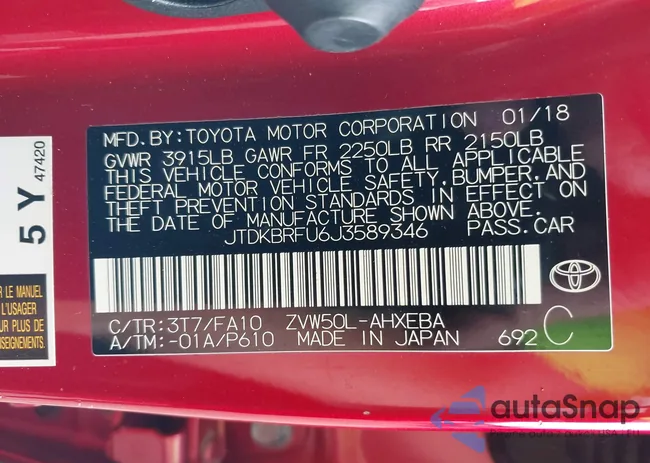 MFD.BY:TOYOTA MOTOR CORPORATION 01/18
GVWR 3915LB GAWR FR 2250LB RR 2150LB
THIS VEHICLE CONFORMS TO ALL APPLICABLE
FEDERAL MOTOR VEHICLE SAFETY,BUMPER,AND
THEFT PREVENTION STANDARDS IN EFFECT ON
THE DATE OF MANUFACTURE SHOWN ABOVE.
JTDKBRFU6J3589346 PASS.CAR
C/TR:3T7/FA10 ZVW50L-AHXEBA
A/TM:-01A/P610 MADE IN JAPAN 692 C
5 Y 47420
R LE MANUEL
L'USAGER
autoSnap